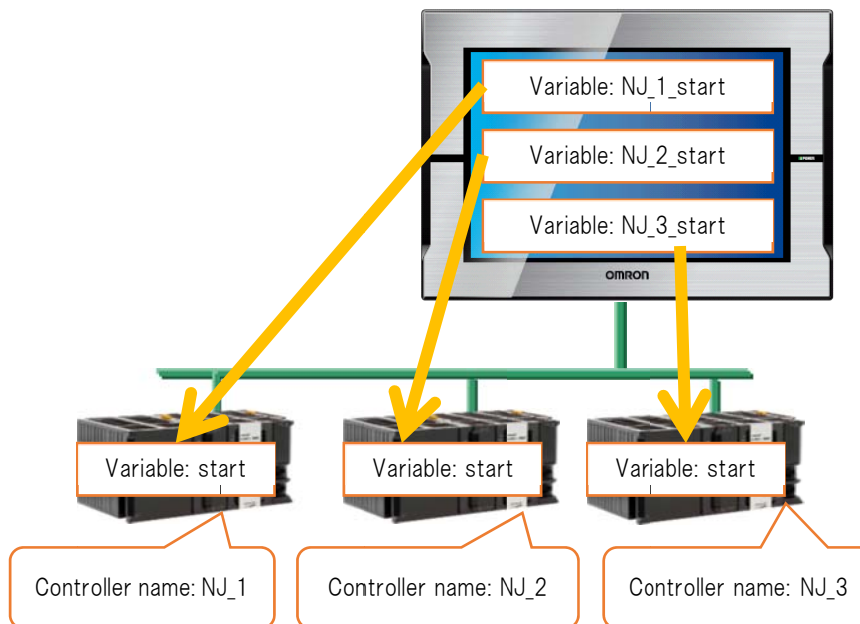 Variable: NJ_1_start
Variable: NJ_2_start
Variable: NJ_3_start
OMRON
Variable: start
Variable: start
Variable: start
Controller name: NJ_1
Controller name: NJ_2
Controller name: NJ_3